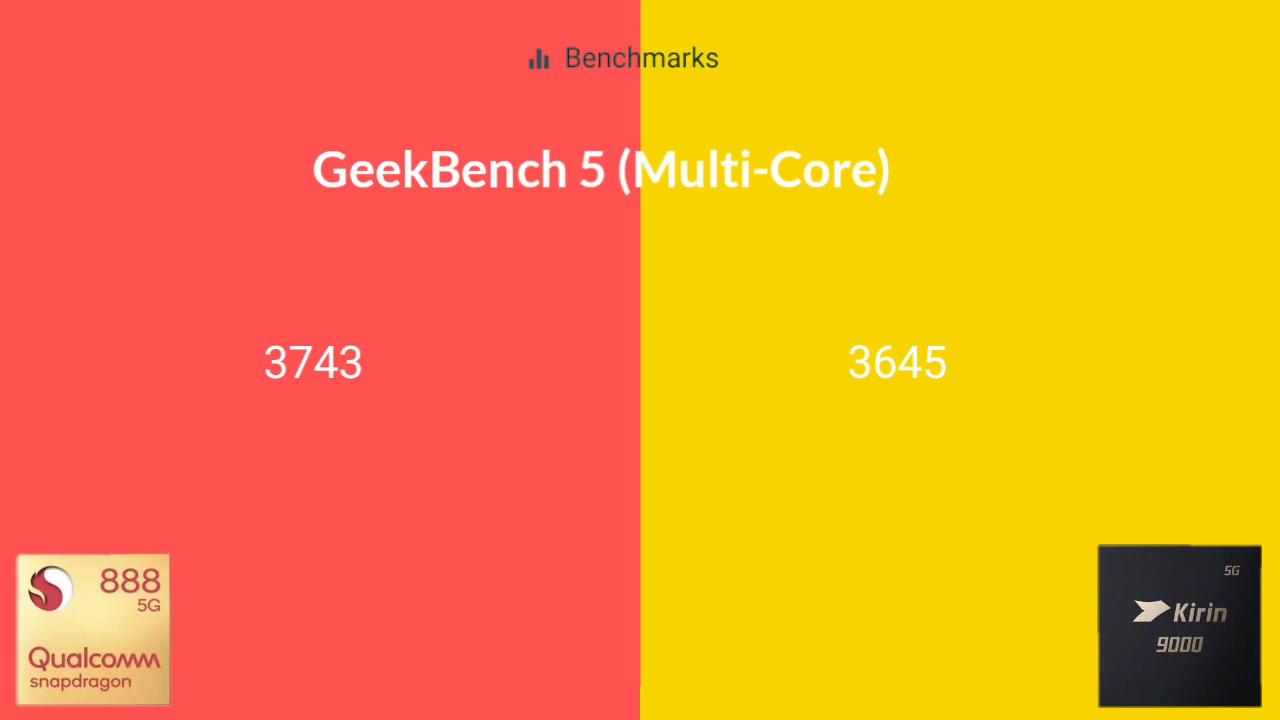 Benchmarks
GeekBench 5 (Multi-Core)
3743
3645
888
5G
Qualcomm
snapdragon
5G
Kirin
9000